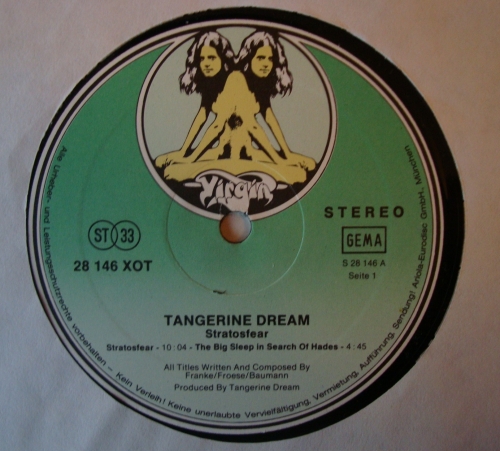 Virgin
STEREO
ST 33
GEMA
28 146 XOT
S 28 146 A
Seite 1
TANGERINE DREAM
Stratosfear
Stratosfear - 10:04 - The Big Sleep in Search Of Hades - 4:45
All Titles Written And Composed By
Franke/Froese/Baumann
Produced By Tangerine Dream
Alle Urheber- und Leistungsschutzrechte vorbehalten – Kein Verleih! Keine unerlaubte Vervielfältigung, Vermietung, Aufführung, Sendung! Ariola-Eurodisc GmbH, München